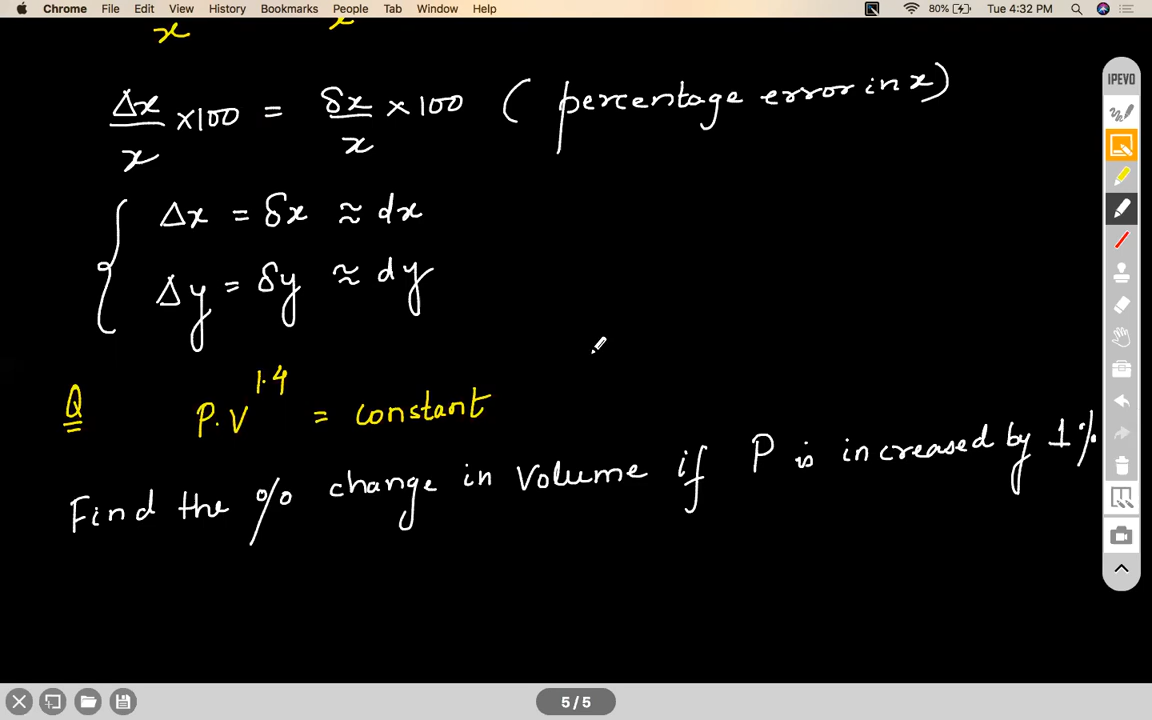 Chrome File Edit View History Bookmarks People Tab Window Help 80% Tue 4:32 PM
x x
Δx/x ×100 = δx/x ×100 ( percentage error in x)
Δx = δx ≈ dx
Δy = δy ≈ dy
Q P.V^1.4 = constant
Find the % change in Volume if P is increased by 1%
IPEVO
5 / 5